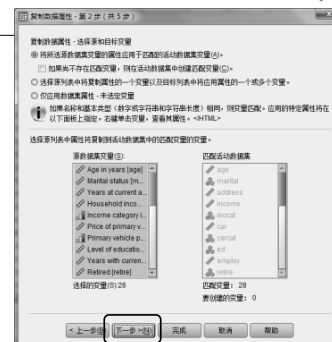 复制数据属性 - 选择源和目标变量
复制数据属性 - 第 2 步 ( 共 5 步 )
将所选源数据集变量的属性应用于匹配的活动数据集变量(A)。
如果尚不存在匹配变量，则在活动数据集中创建匹配变量(C)。
选择源列表中将复制属性的一个变量以及目标列表中将应用属性的一个或多个变量。
仅应用数据集属性 - 未选定变量
如果名称和基本类型（数字或字符串和字符串长度）相同，则变量匹配。应用的特定属性将在
以下面板上指定。右键单击变量，查看其属性。</HTML>
选择源列表中属性将复制到活动数据集中的匹配变量的变量。
源数据集变量(S): 匹配活动数据集
Age in years [age] age
Marital status [m... marital
Years at current a... address
Household inco... income
Income category i... inccat
Price of primary v... car
Primary vehicle p... carcat
Level of educatio... ed
Years with curren... employ
Retired [retire] retire
选择的变量(S):28 匹配变量： 28
要创建的变量： 0
< 上一步(B) 下一步 >(N) 完成 取消 帮助